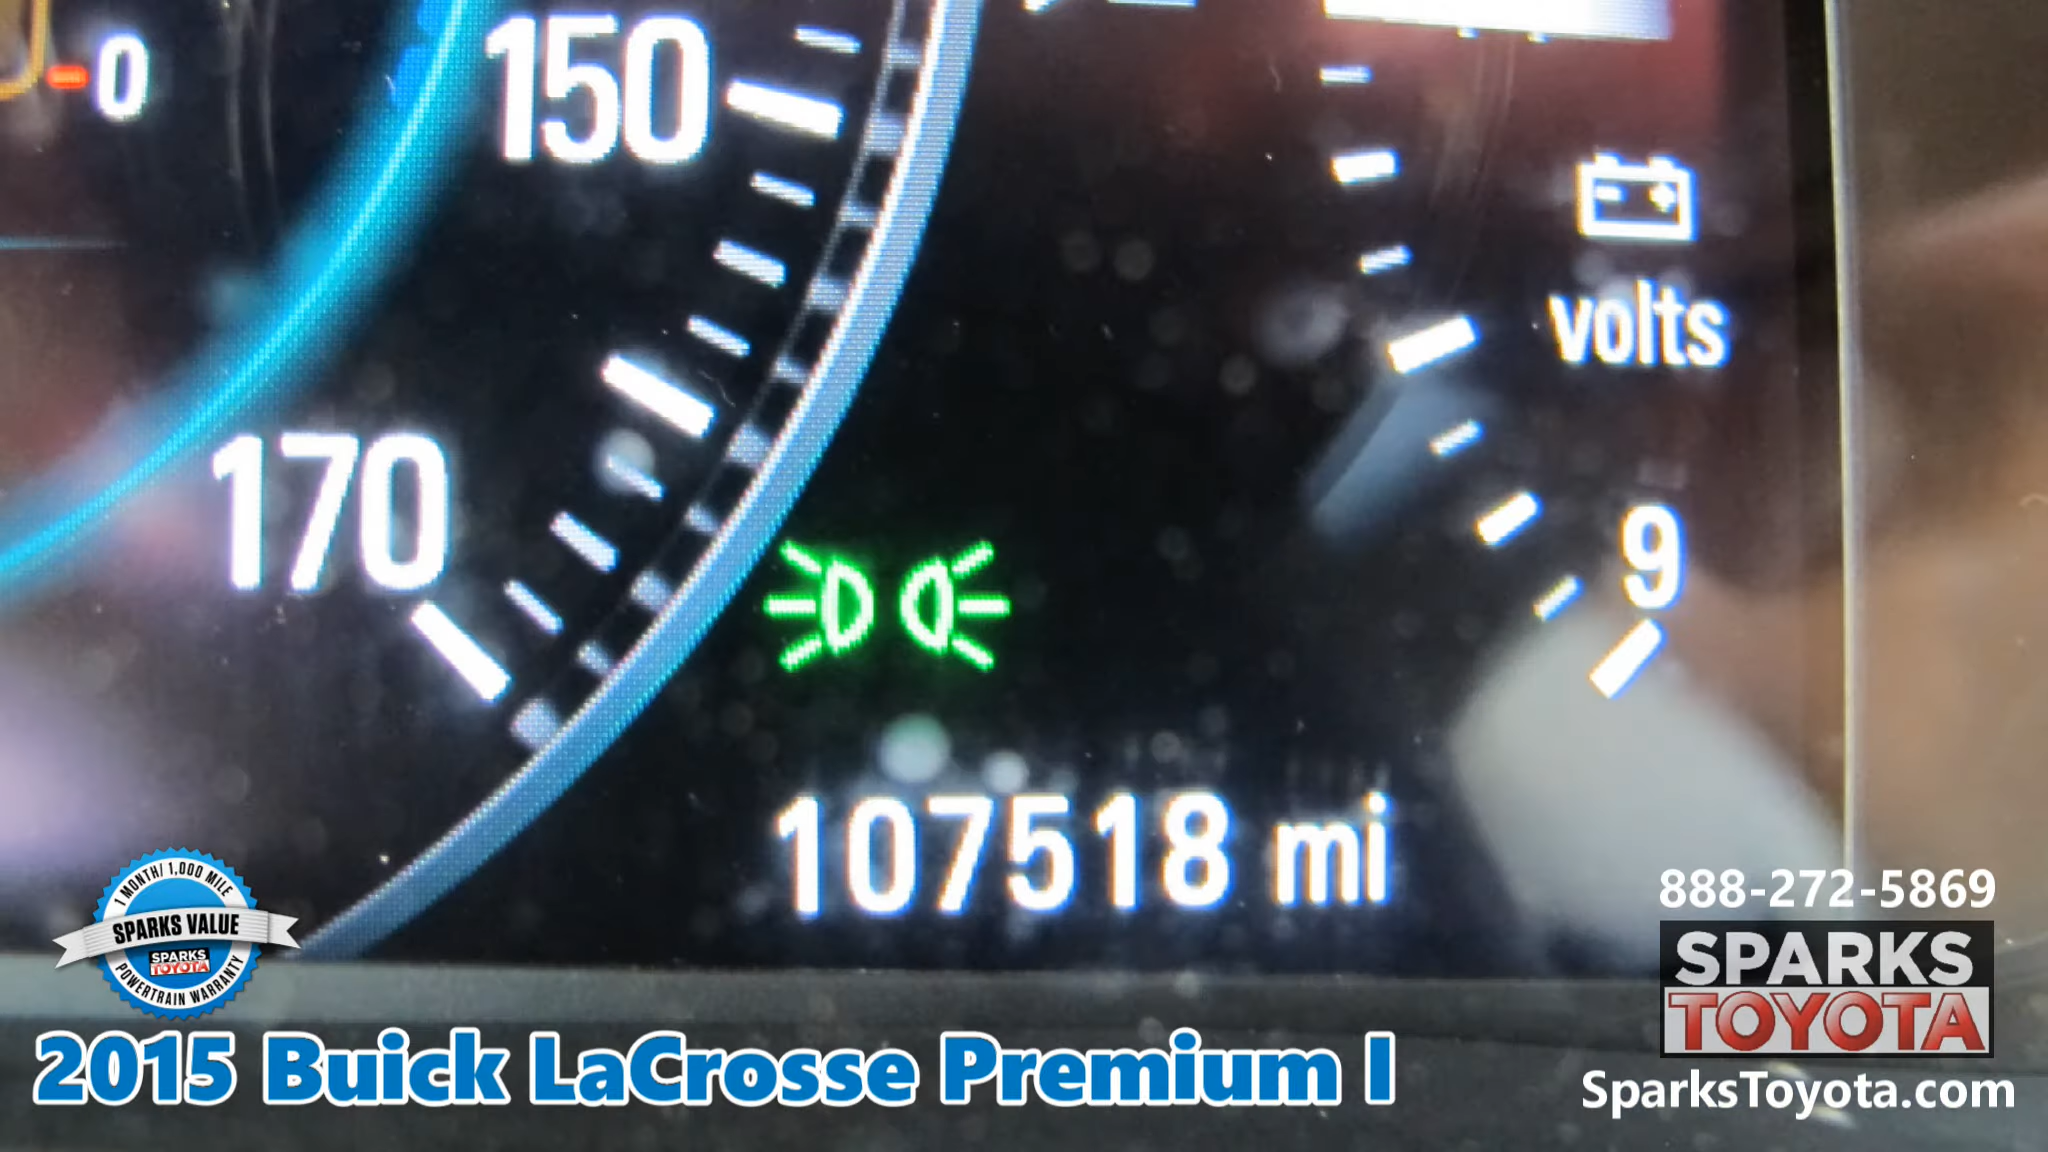 0
150
volts
170
9
107518 mi
888-272-5869
1 MONTH/ 1,000 MILE
SPARKS VALUE
SPARKS
TOYOTA
POWERTRAIN WARRANTY
SPARKS
TOYOTA
2015 Buick LaCrosse Premium I
SparksToyota.com